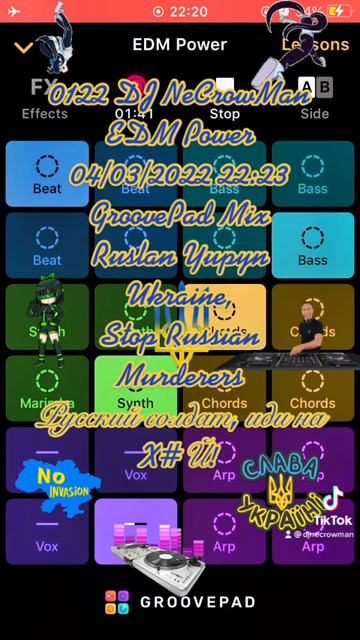 22:20
54%
EDM Power
Lessons
FX
AB
Effects
01:41
Stop
Side
0122 DJ NeCrowMan
EDM Power
04/03/2022 22:23
GroovePad Mix
Ruslan Yupyn
Ukraine,
Stop Russian
Murderers
Русский солдат, иди на
Х# Й!
Beat
Bass
Bass
Beat
Bass
Synth
Chords
Chords
Marimba
Synth
Chords
Chords
Vox
Arp
Arp
Vox
Arp
Arp
No
INVASION
СЛАВА
УКРАЇНІ
TikTok
@djnecrowman
GROOVEPAD